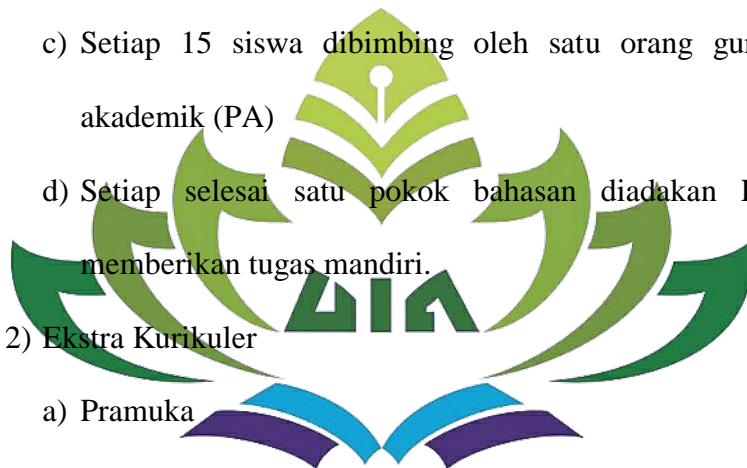 c) Setiap 15 siswa dibimbing oleh satu orang
akademik (PA)
d) Setiap selesai satu pokok bahasan diadakan
memberikan tugas mandiri.
UIN
2) Ekstra Kurikuler
a) Pramuka